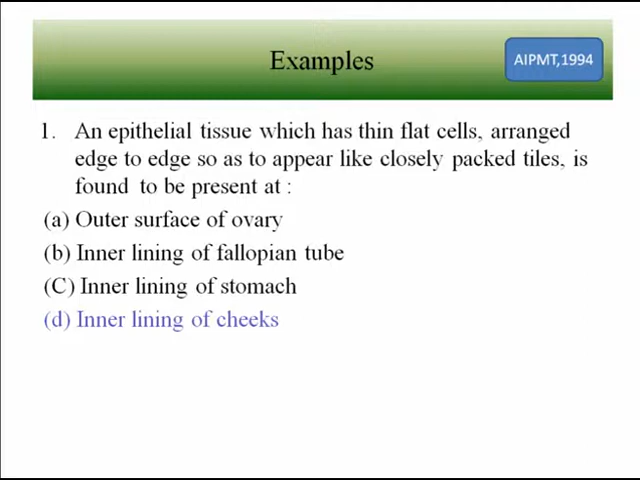 Examples
AIPMT,1994
1. An epithelial tissue which has thin flat cells, arranged
edge to edge so as to appear like closely packed tiles, is
found to be present at :
(a) Outer surface of ovary
(b) Inner lining of fallopian tube
(C) Inner lining of stomach
(d) Inner lining of cheeks